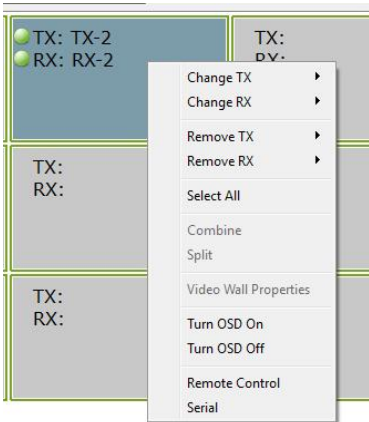 TX: TX-2
RX: RX-2
TX:
RX:
Change TX
Change RX
Remove TX
Remove RX
Select All
Combine
Split
Video Wall Properties
Turn OSD On
Turn OSD Off
Remote Control
Serial
TX:
RX:
TX:
RX: